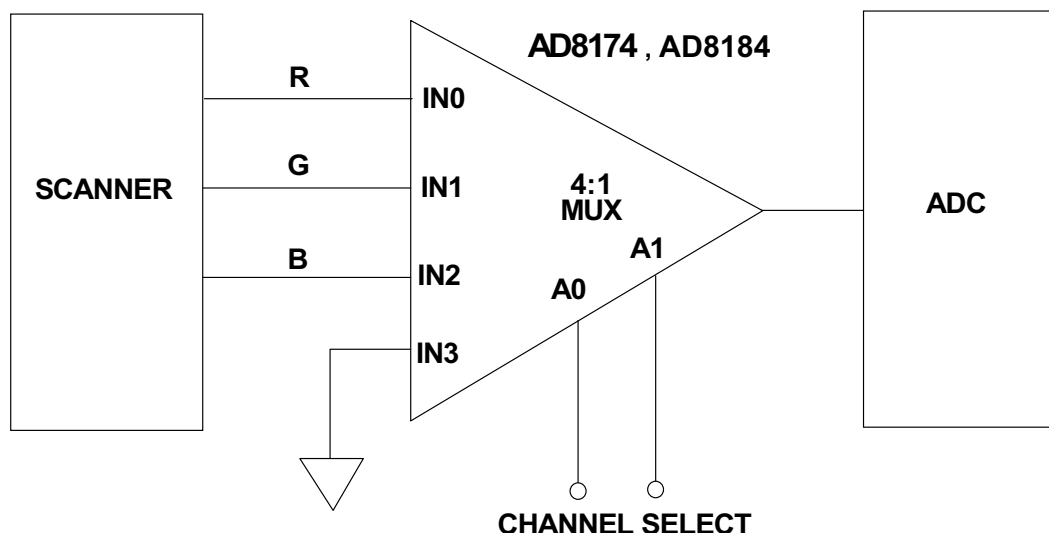 AD8174 , AD8184
SCANNER
R
G
B
IN0
IN1
IN2
IN3
4:1
MUX
A1
A0
ADC
CHANNEL SELECT